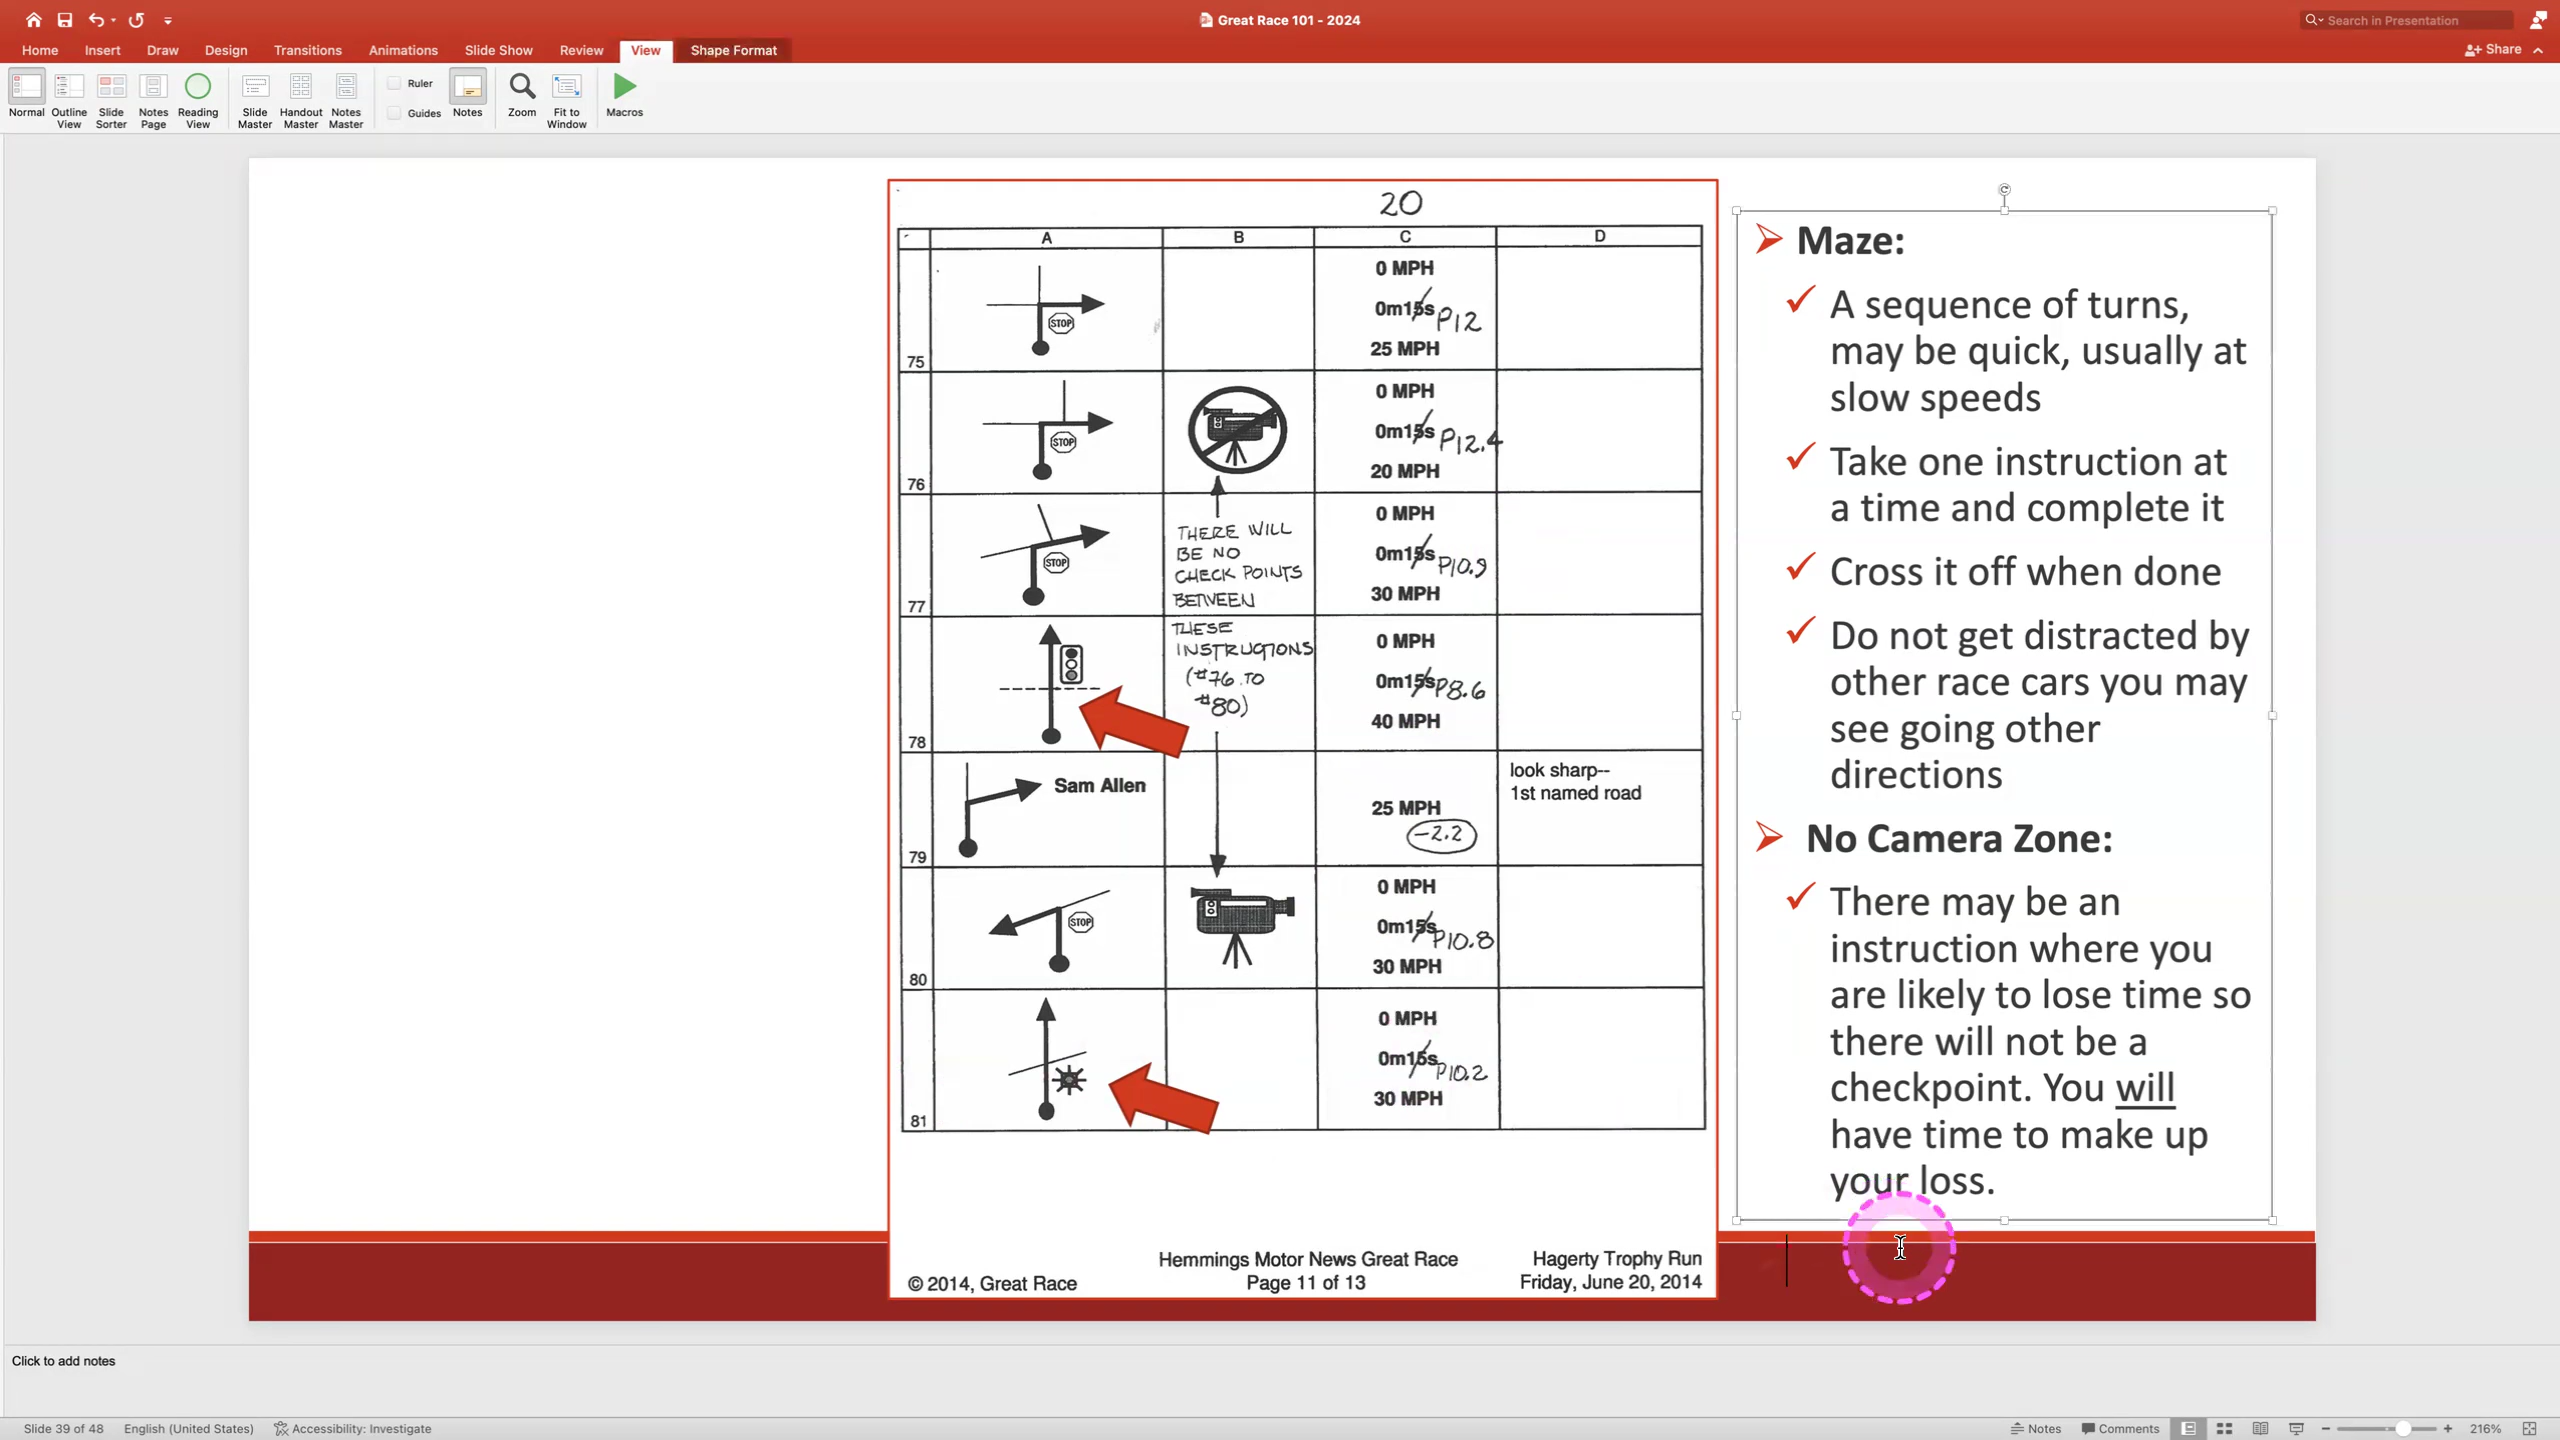 Great Race 101 - 2024
Search in Presentation
Home Insert Draw Design Transitions Animations Slide Show Review View Shape Format
Share
Normal
Outline View
Slide Sorter
Notes Page
Reading View
Slide Master
Handout Master
Notes Master
Ruler
Guides
Notes
Zoom
Fit to Window
Macros
20
A B C D
STOP
0 MPH
0m15s P12
25 MPH
75
STOP
0 MPH
0m15s P12.4
20 MPH
76
STOP
THERE WILL
BE NO
CHECK POINTS
BETWEEN
0 MPH
0m15s P10.9
30 MPH
77
THESE
INSTRUCTIONS
(#76 TO
#80)
0 MPH
0m15s P8.6
40 MPH
78
Sam Allen
25 MPH
-2.2
look sharp--
1st named road
79
STOP
0 MPH
0m15s P10.8
30 MPH
80
0 MPH
0m15s P10.2
30 MPH
81
© 2014, Great Race
Hemmings Motor News Great Race
Page 11 of 13
Hagerty Trophy Run
Friday, June 20, 2014
Maze:
A sequence of turns,
may be quick, usually at
slow speeds
Take one instruction at
a time and complete it
Cross it off when done
Do not get distracted by
other race cars you may
see going other
directions
No Camera Zone:
There may be an
instruction where you
are likely to lose time so
there will not be a
checkpoint. You will
have time to make up
your loss.
Click to add notes
Slide 39 of 48 English (United States) Accessibility: Investigate
Notes Comments 216%